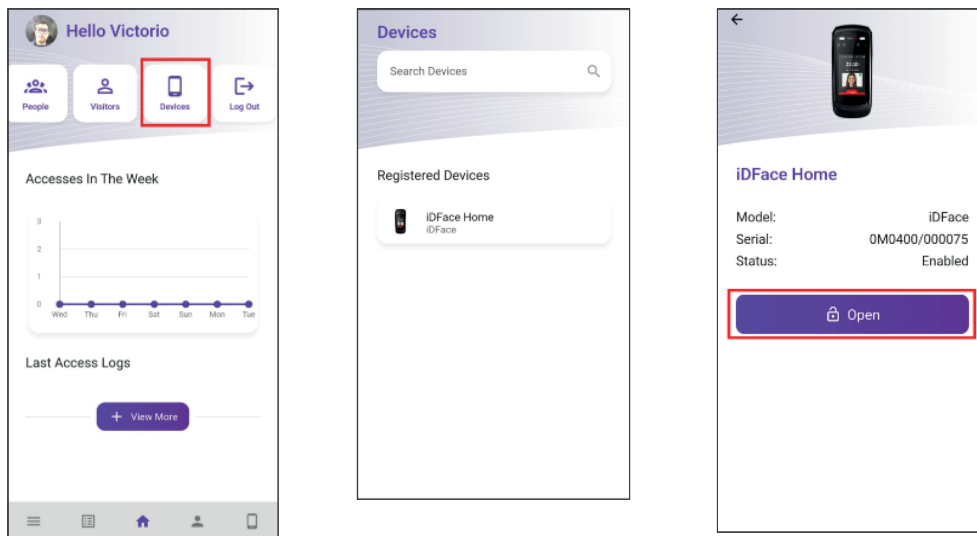 Hello Victorio
People
Visitors
Devices
Log Out
Accesses In The Week
3
2
1
0
Wed Thu Fri Sat Sun Mon Tue
Last Access Logs
+ View More
Devices
Search Devices
Registered Devices
iDFace Home
iDFace
iDFace Home
Model: iDFace
Serial: 0M0400/000075
Status: Enabled
Open